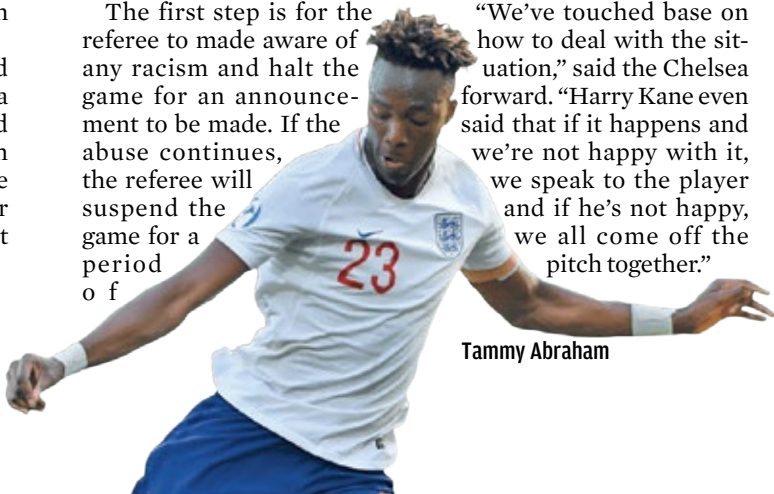 The first step is for the
referee to made aware of
any racism and halt the
game for an announce-
ment to be made. If the
abuse continues,
the referee will
suspend the
game for a
period
o f
“We’ve touched base on
how to deal with the sit-
uation,” said the Chelsea
forward. “Harry Kane even
said that if it happens and
we’re not happy with it,
we speak to the player
and if he’s not happy,
we all come off the
pitch together.”
23
Tammy Abraham